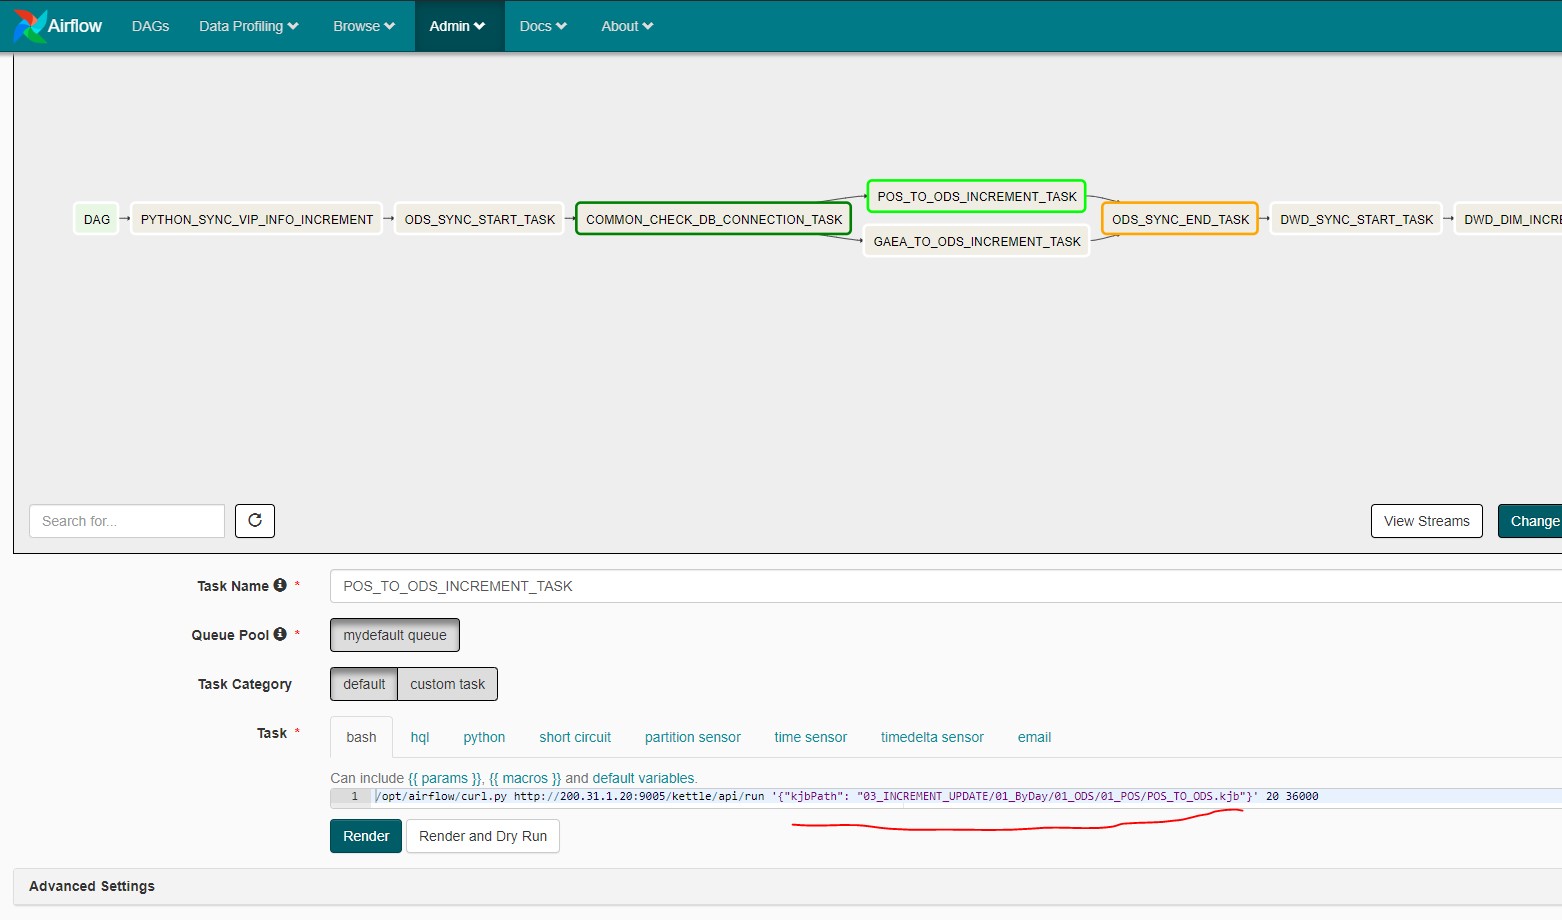 Airflow DAGs Data Profiling Browse Admin Docs About
POS_TO_ODS_INCREMENT_TASK
DAG PYTHON_SYNC_VIP_INFO_INCREMENT ODS_SYNC_START_TASK COMMON_CHECK_DB_CONNECTION_TASK ODS_SYNC_END_TASK DWD_SYNC_START_TASK DWD_DIM_INCRE
GAEA_TO_ODS_INCREMENT_TASK
Search for... View Streams Change
Task Name * POS_TO_ODS_INCREMENT_TASK
Queue Pool * mydefault queue
Task Category default custom task
Task * bash hql python short circuit partition sensor time sensor timedelta sensor email
Can include {{ params }}, {{ macros }} and default variables.
1 /opt/airflow/curl.py http://200.31.1.20:9005/kettle/api/run '{"kjbPath": "03_INCREMENT_UPDATE/01_ByDay/01_ODS/01_POS/POS_TO_ODS.kjb"}' 20 36000
Render Render and Dry Run
Advanced Settings